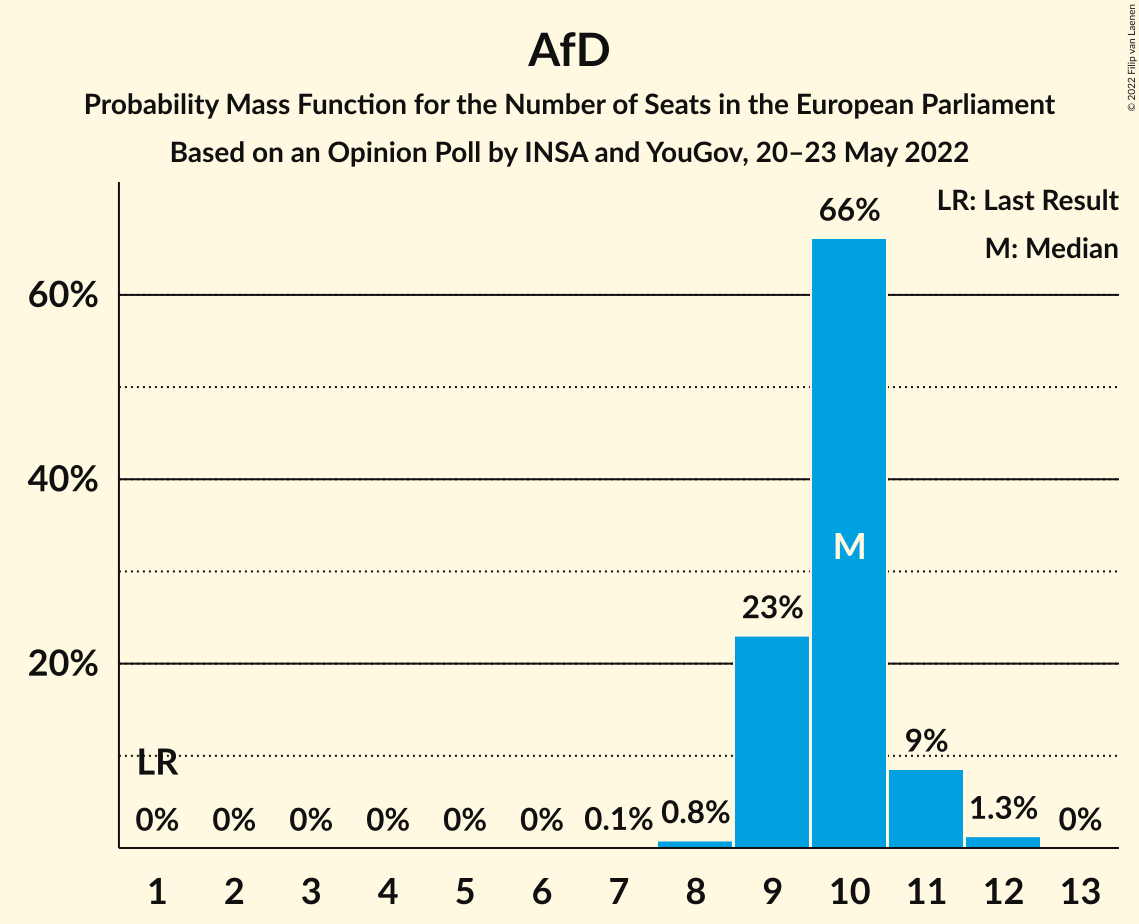 AfD
Probability Mass Function for the Number of Seats in the European Parliament
Based on an Opinion Poll by INSA and YouGov, 20–23 May 2022
© 2022 Filip van Laenen
LR: Last Result
M: Median
66%
60%
40%
M
23%
20%
9%
LR
0% 0% 0% 0% 0% 0% 0.1% 0.8% 1.3% 0%
1 2 3 4 5 6 7 8 9 10 11 12 13